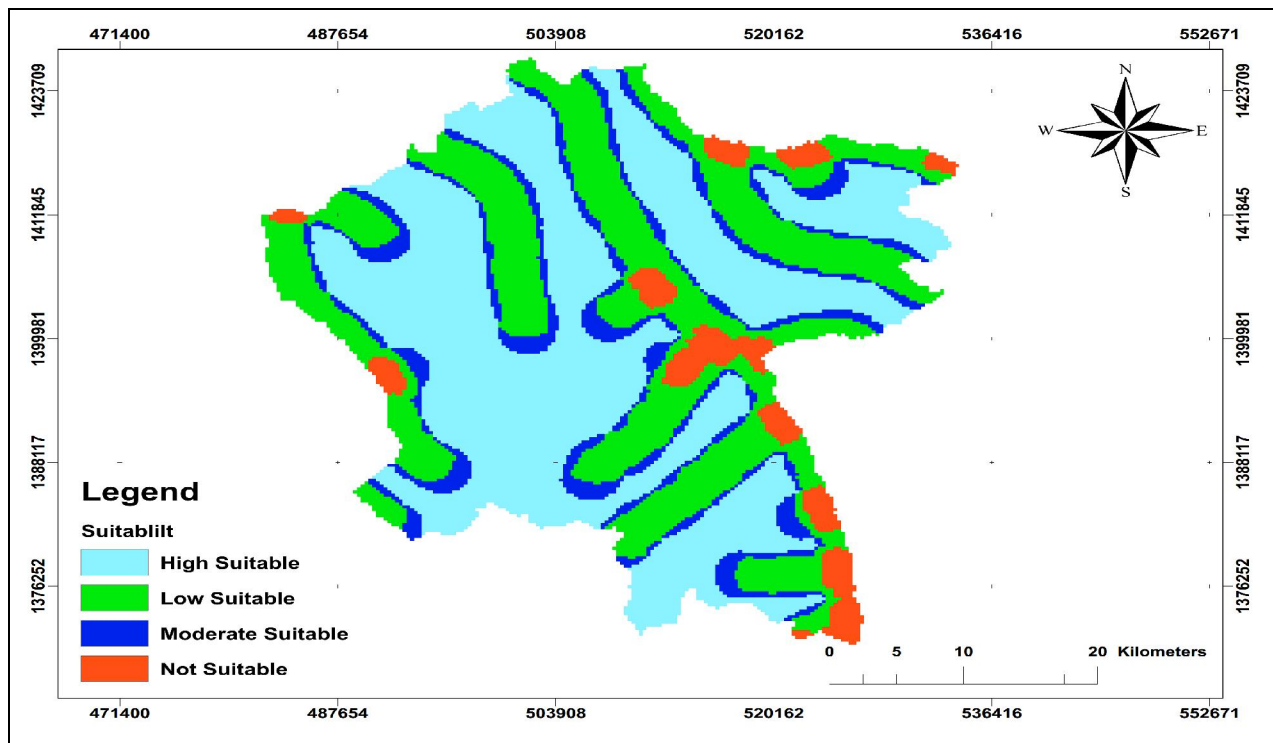 471400 487654 503908 520162 536416 552671
1423709 1423709
N
W E
S
1411845 1411845
1399981 1399981
1388117 1388117
Legend
Suitablilt
High Suitable
Low Suitable
Moderate Suitable
Not Suitable
1376252 1376252
0 5 10 20 Kilometers
471400 487654 503908 520162 536416 552671